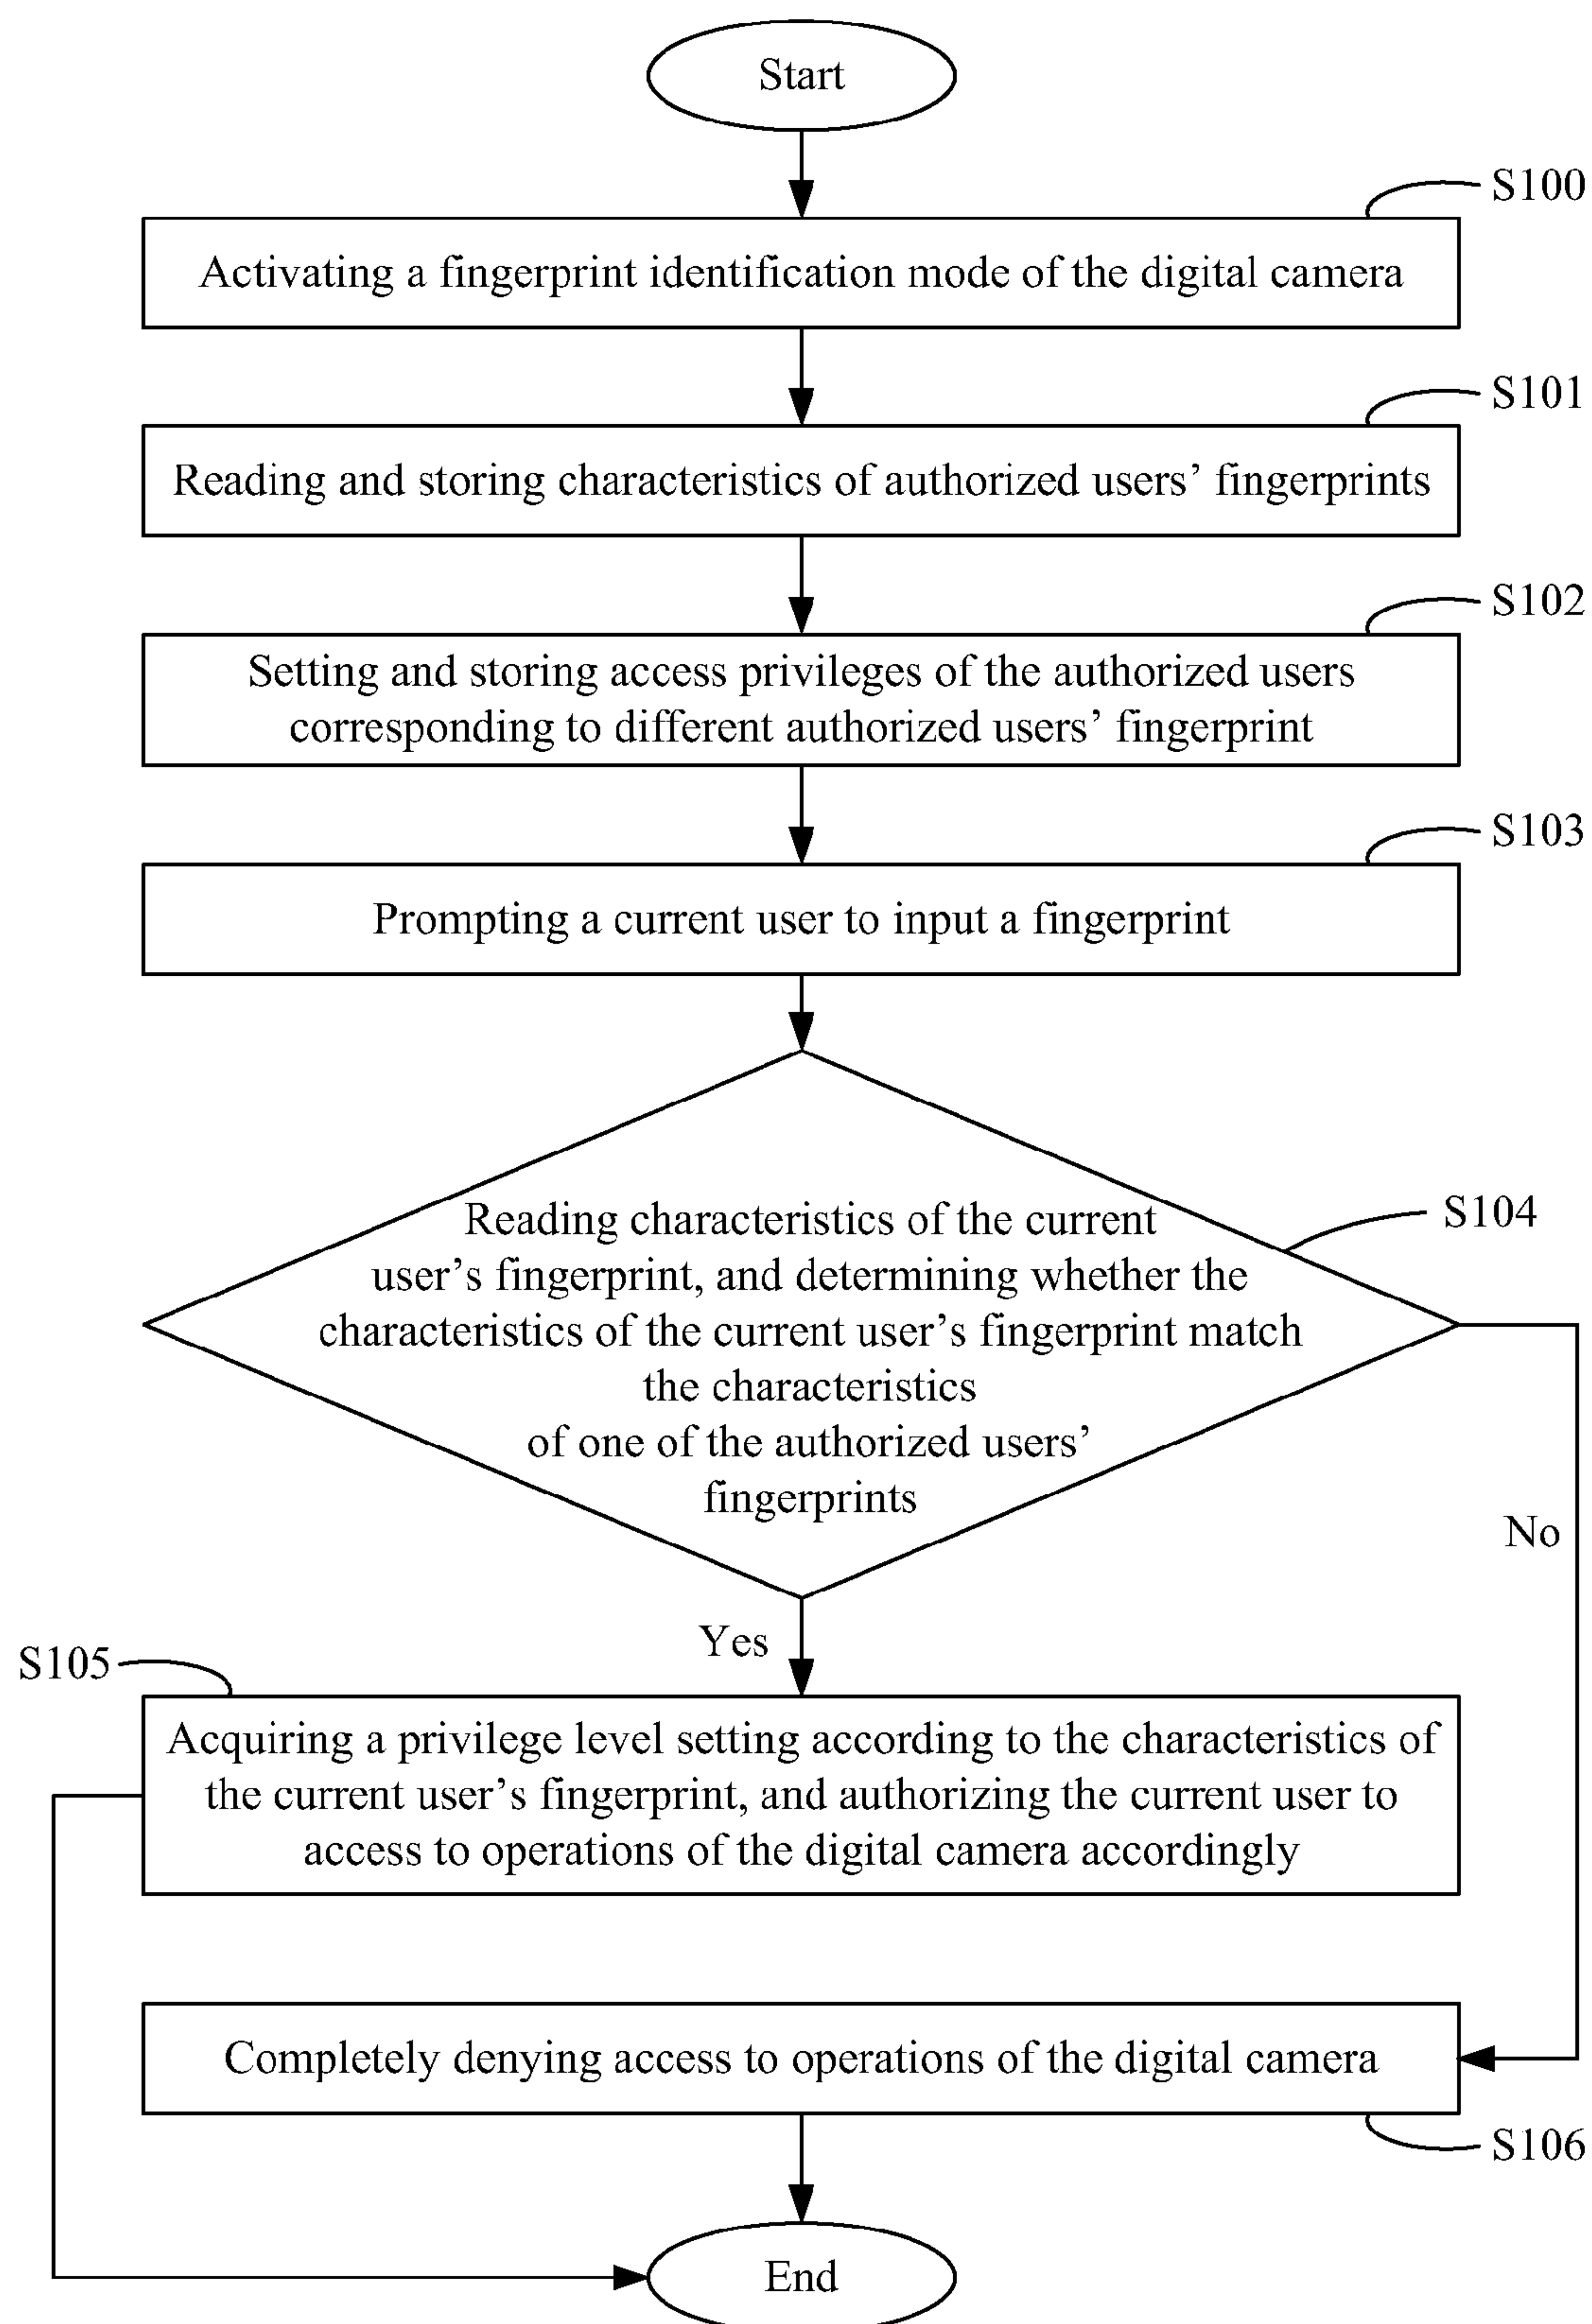 Start
S100
Activating a fingerprint identification mode of the digital camera
S101
Reading and storing characteristics of authorized users’ fingerprints
S102
Setting and storing access privileges of the authorized users
corresponding to different authorized users’ fingerprint
S103
Prompting a current user to input a fingerprint
Reading characteristics of the current
S104
user’s fingerprint, and determining whether the
characteristics of the current user’s fingerprint match
the characteristics
of one of the authorized users’
fingerprints
No
Yes
S105
Acquiring a privilege level setting according to the characteristics of
the current user’s fingerprint, and authorizing the current user to
access to operations of the digital camera accordingly
Completely denying access to operations of the digital camera
S106
End